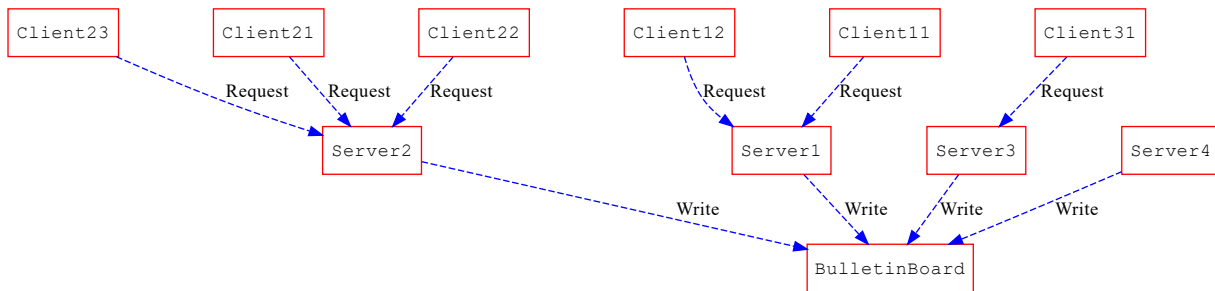 Client23
Client21
Client22
Client12
Client11
Client31
Request
Request
Request
Request
Request
Request
Server2
Server1
Server3
Server4
Write
Write
Write
Write
BulletinBoard